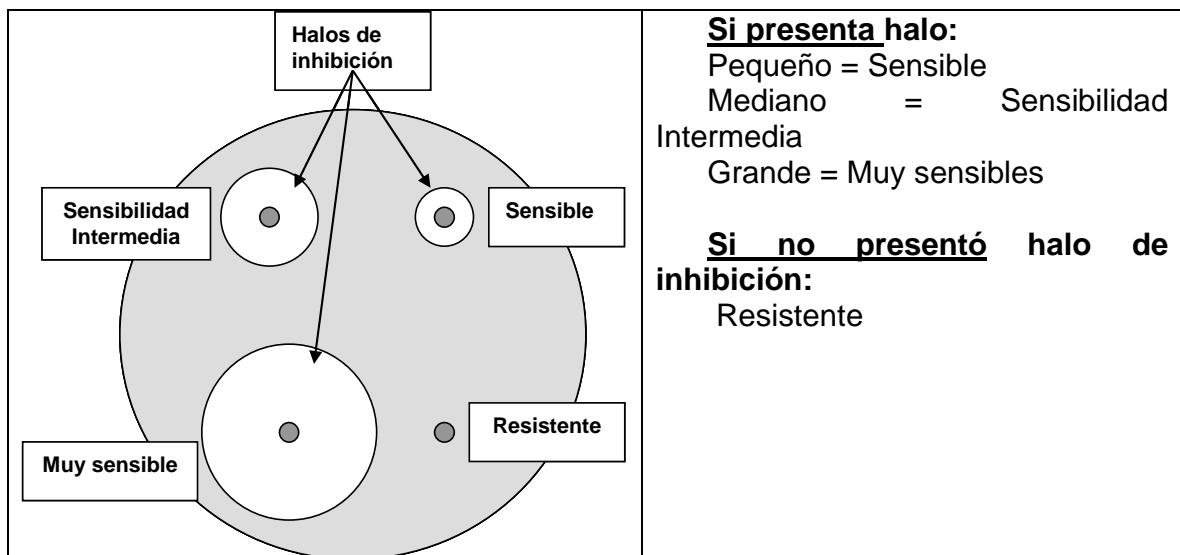 Halos de
inhibición
Sensibilidad
Intermedia
Sensible
Muy sensible
Resistente
Si presenta halo:
Pequeño = Sensible
Mediano = Sensibilidad
Intermedia
Grande = Muy sensibles
Si no presentó halo de
inhibición:
Resistente